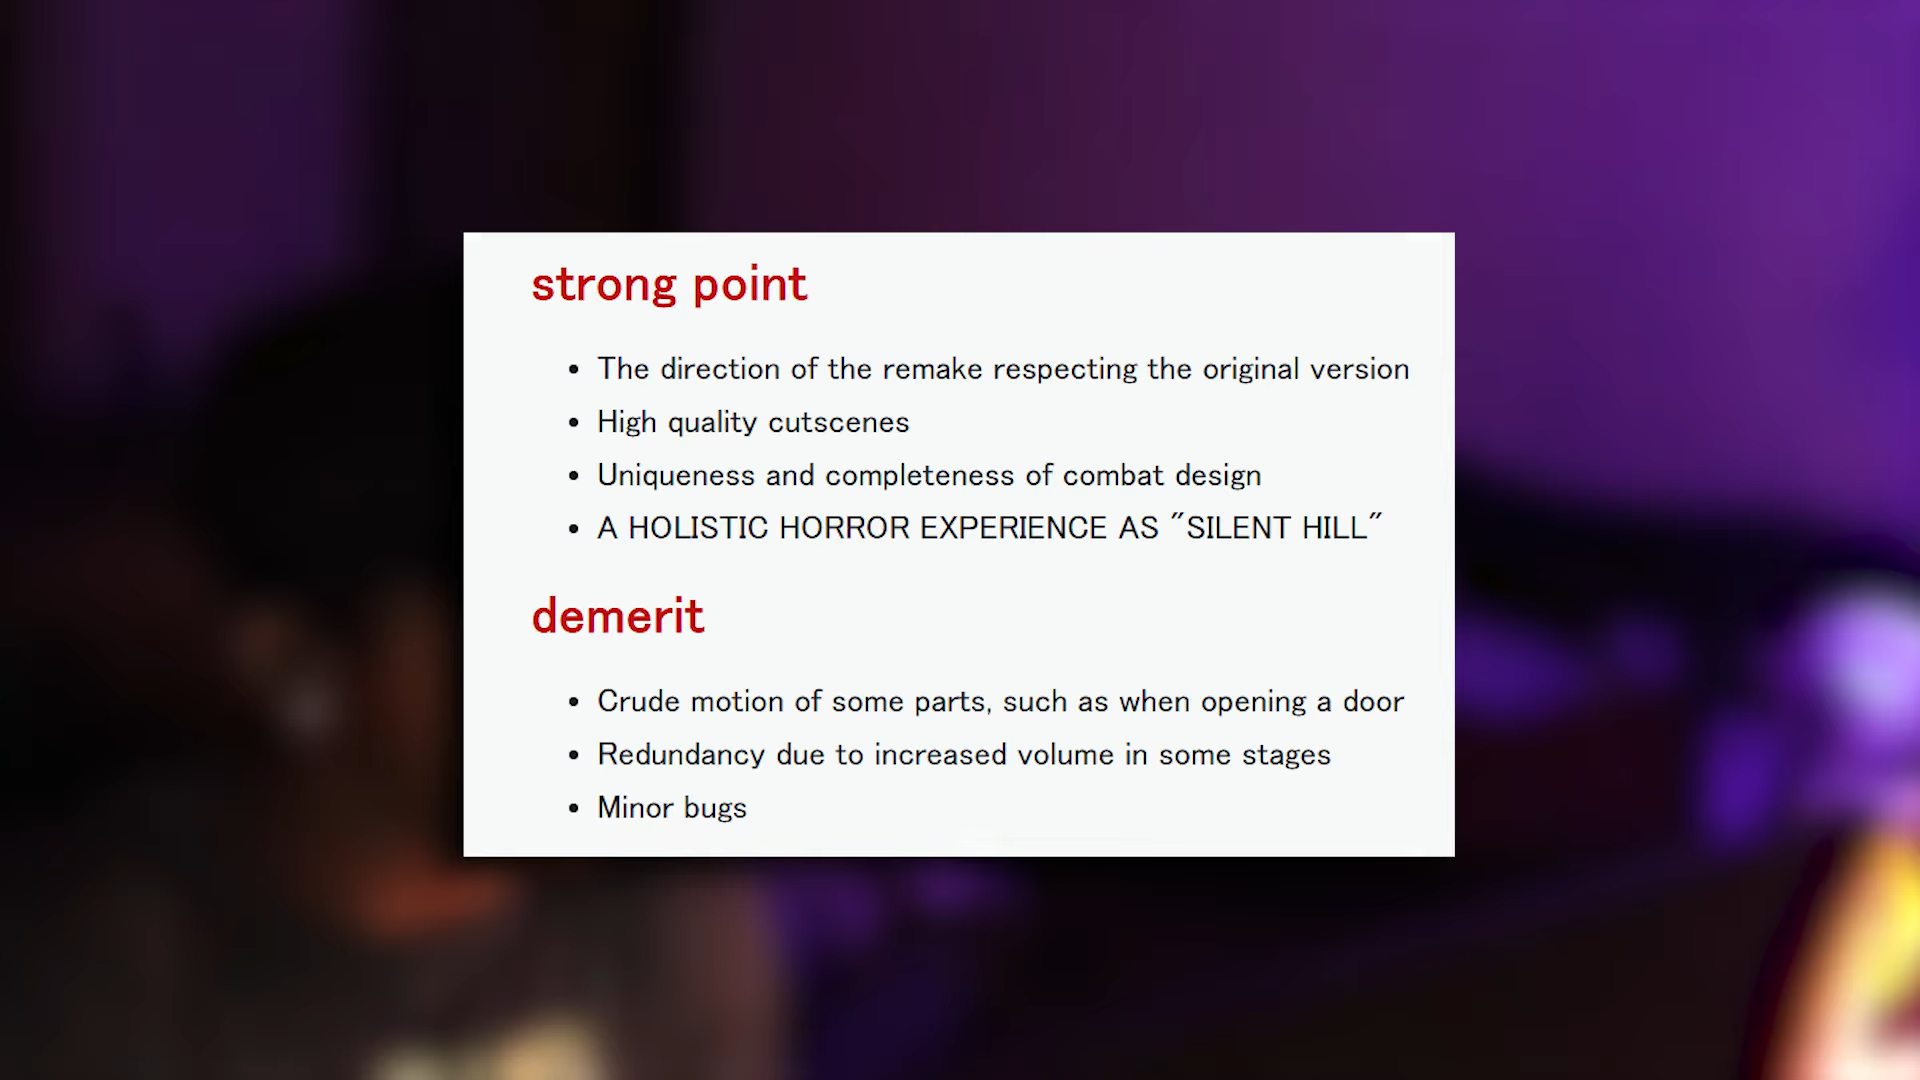 strong point
• The direction of the remake respecting the original version
• High quality cutscenes
• Uniqueness and completeness of combat design
• A HOLISTIC HORROR EXPERIENCE AS "SILENT HILL"
demerit
• Crude motion of some parts, such as when opening a door
• Redundancy due to increased volume in some stages
• Minor bugs